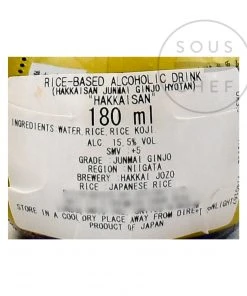 SOUS
CHEF
RICE-BASED ALCOHOLIC DRINK
(HAKKAISAN JUNMAI GINJO HYOTAN)
"HAKKAISAN"
180 ml
INGREDIENTS WATER, RICE, RICE KOJI.
ALC 15.5% VOL
SMV +5
GRADE : JUNMAI GINJO
REGION : NIIGATA
BREWERY : HAKKAI JOZO
RICE : JAPANESE RICE
STORE IN A COOL DRY PLACE AWAY FROM DIRECT SUNLIGHT
PRODUCT OF JAPAN